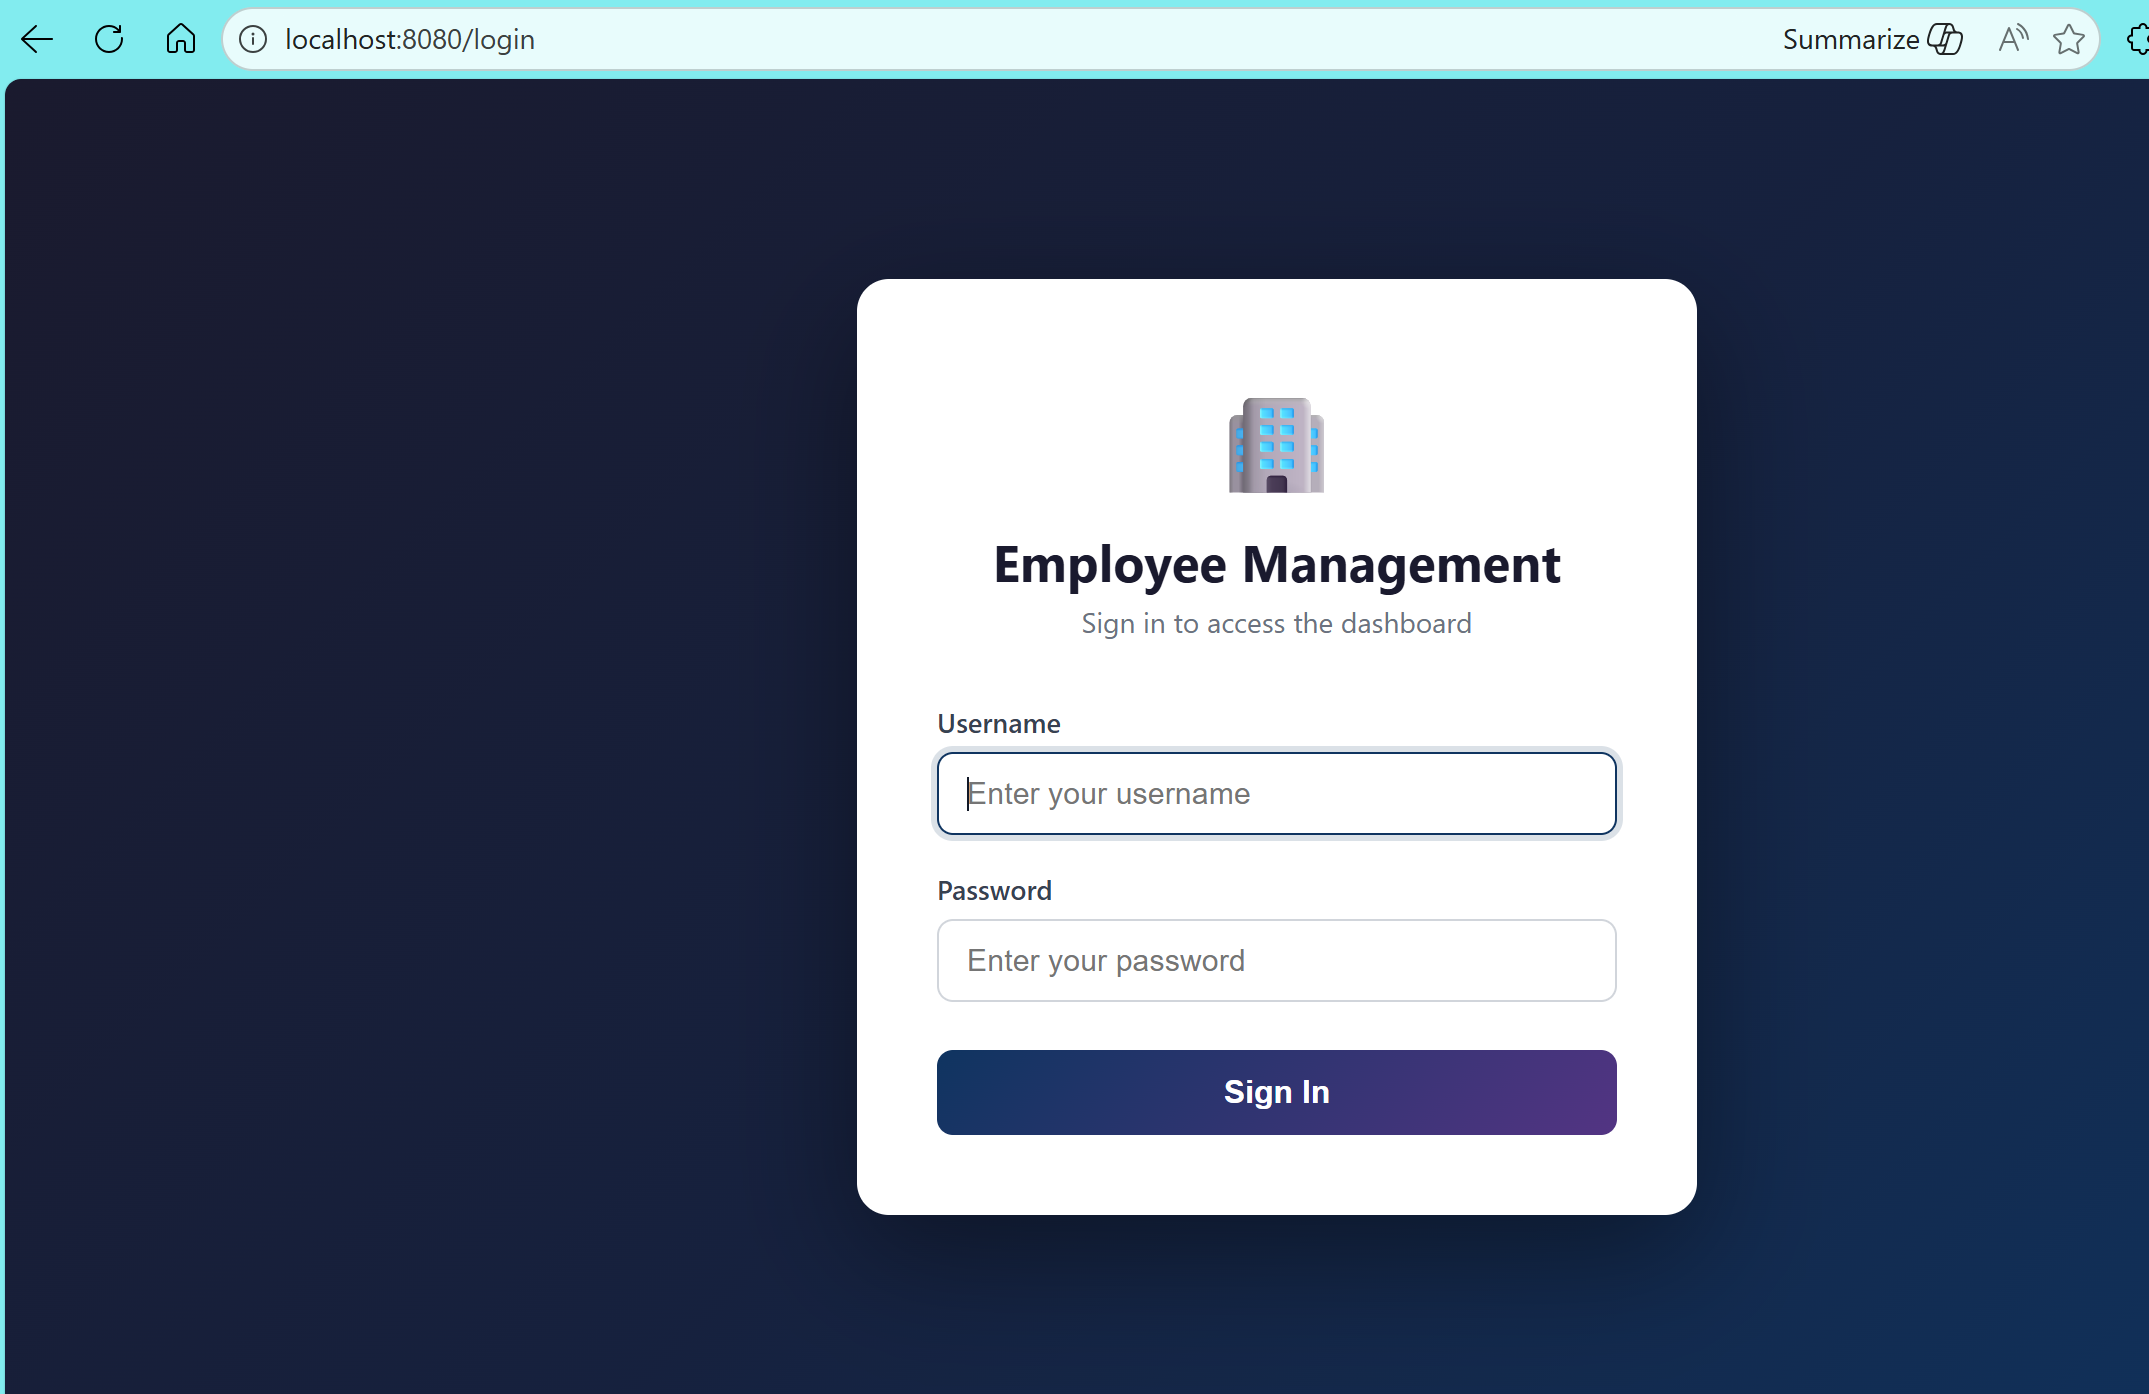 localhost:8080/login
Summarize
Employee Management
Sign in to access the dashboard
Username
Enter your username
Password
Enter your password
Sign In